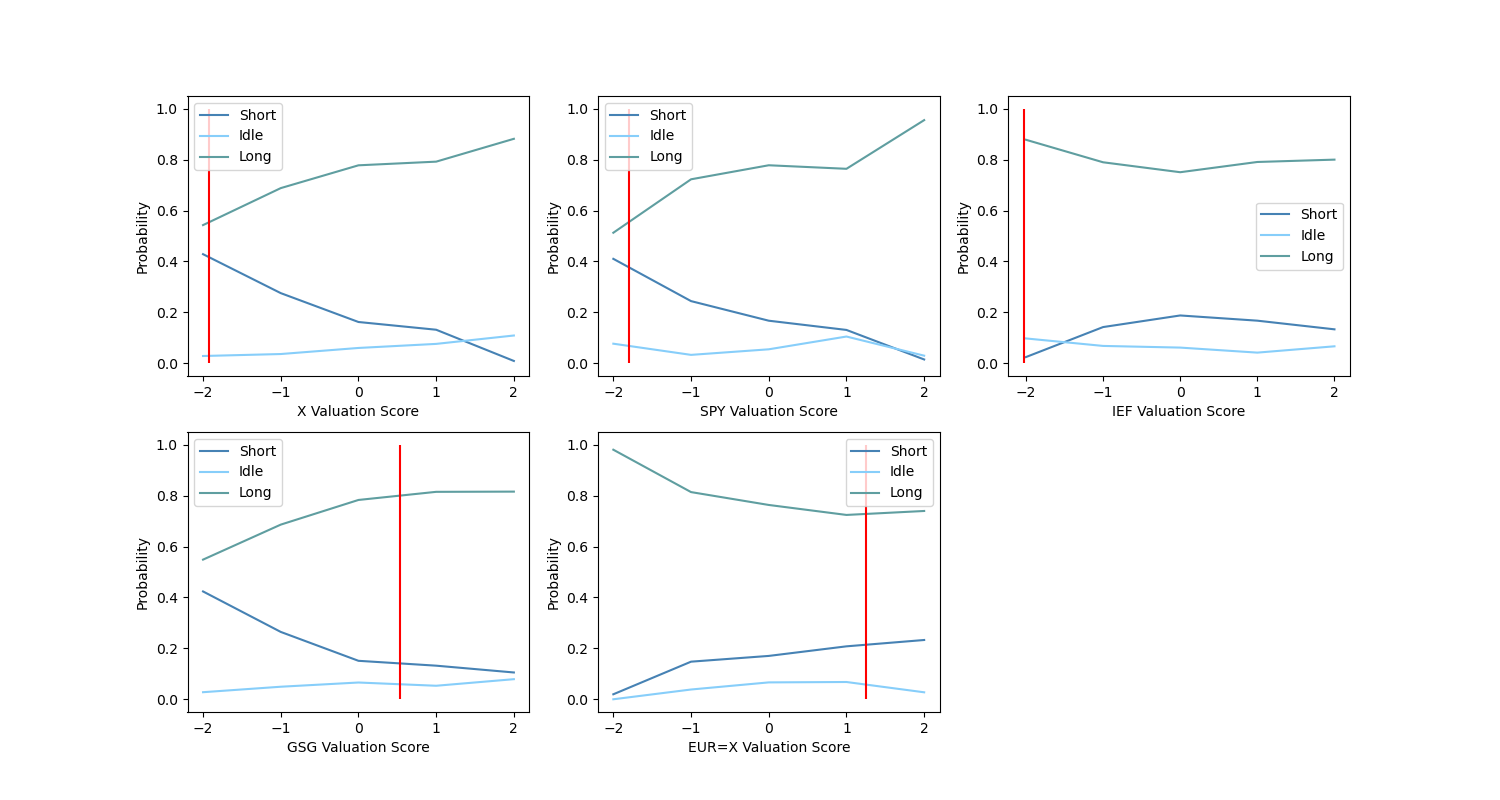 1.0
0.8
0.6
0.4
0.2
0.0
Probability
Short
Idle
Long
−2 −1 0 1 2
X Valuation Score
1.0
0.8
0.6
0.4
0.2
0.0
Probability
Short
Idle
Long
−2 −1 0 1 2
SPY Valuation Score
1.0
0.8
0.6
0.4
0.2
0.0
Probability
Short
Idle
Long
−2 −1 0 1 2
IEF Valuation Score
1.0
0.8
0.6
0.4
0.2
0.0
Probability
Short
Idle
Long
−2 −1 0 1 2
GSG Valuation Score
1.0
0.8
0.6
0.4
0.2
0.0
Probability
Short
Idle
Long
−2 −1 0 1 2
EUR=X Valuation Score